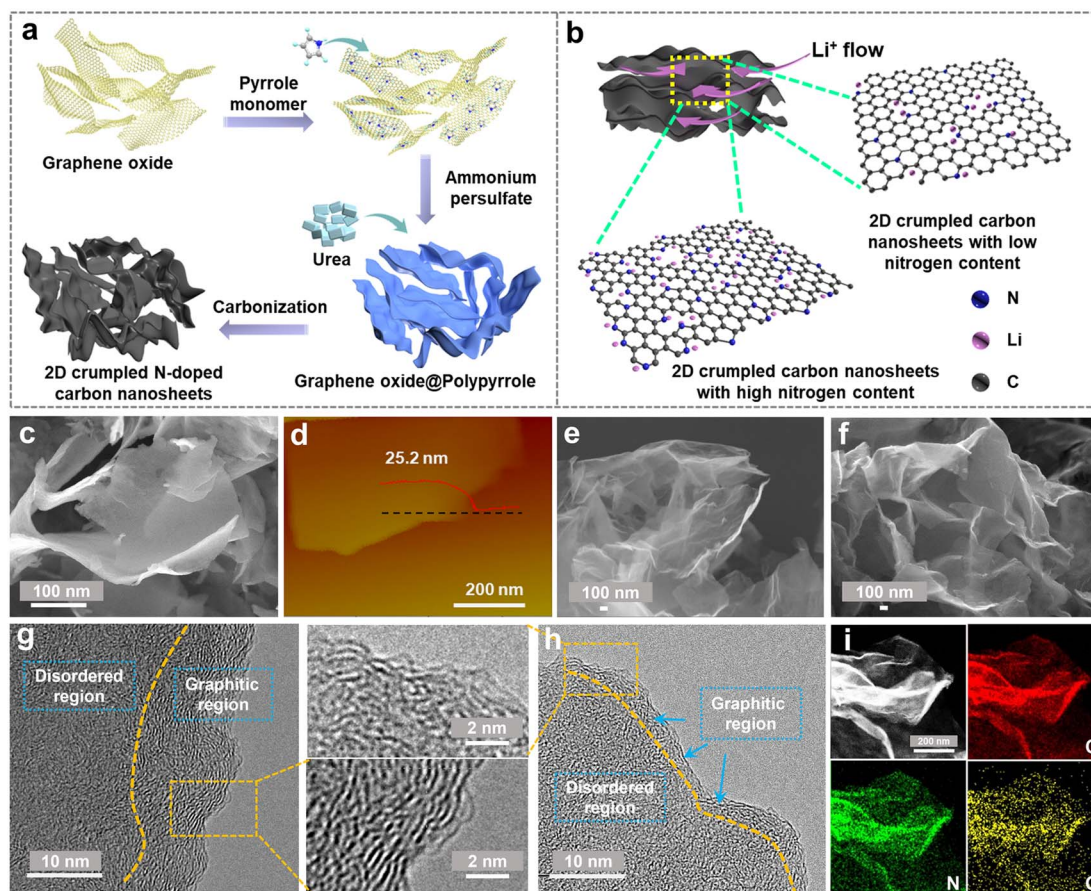 a
Pyrrole
monomer
Graphene oxide
Ammonium
persulfate
Urea
Carbonization
2D crumpled N-doped
carbon nanosheets
Graphene oxide@Polypyrrole
b
Li⁺ flow
2D crumpled carbon
nanosheets with low
nitrogen content
N
Li
C
2D crumpled carbon nanosheets
with high nitrogen content
c
100 nm
d
25.2 nm
200 nm
e
100 nm
f
100 nm
g
Disordered
region
Graphitic
region
10 nm
2 nm
2 nm
h
Graphitic
region
Disordered
region
10 nm
i
200 nm
N